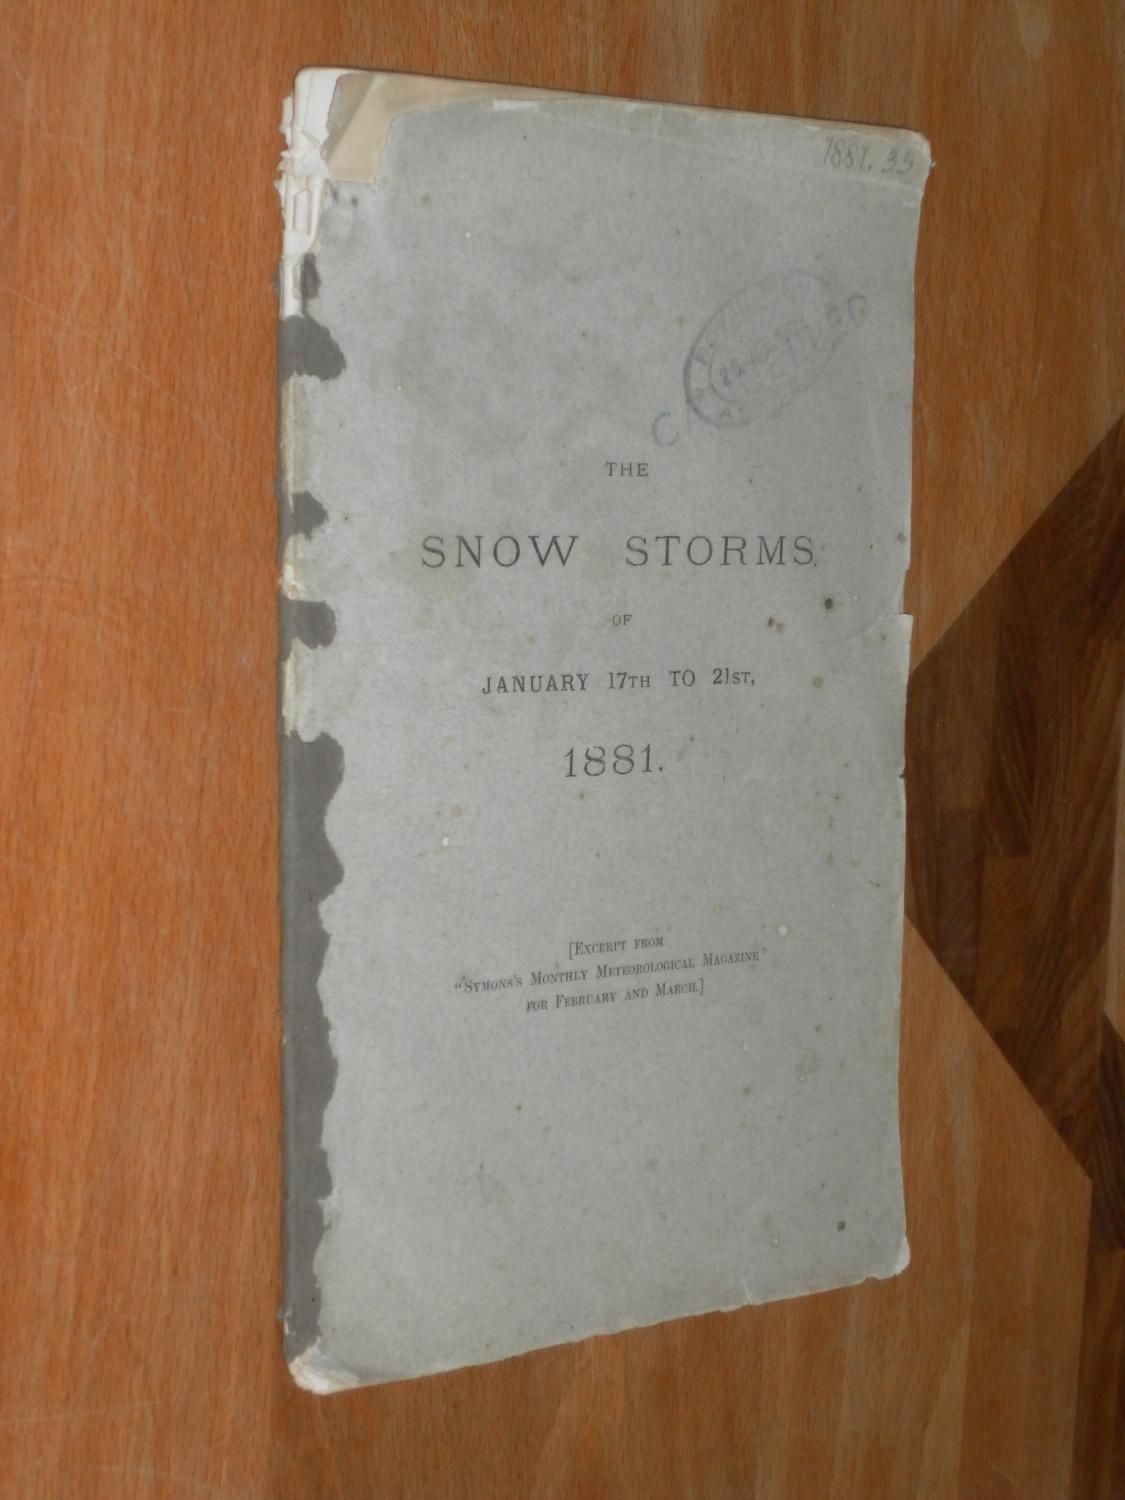 1881.35
THE
SNOW STORMS
OF
JANUARY 17TH TO 21ST,
1881.
[EXCERPT FROM
"SYMONS'S MONTHLY METEOROLOGICAL MAGAZINE"
FOR FEBRUARY AND MARCH.]